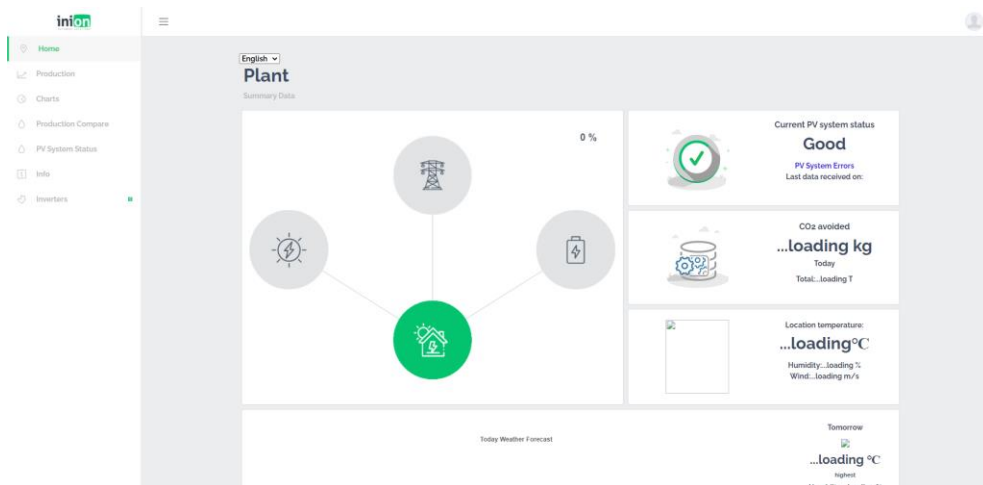 inion
Home
Production
Charts
Production Compare
PV System Status
Info
Inverters
English
Plant
Summary Data
0 %
Current PV system status
Good
PV System Errors
Last data received on:
CO2 avoided
...loading kg
Today
Total:...loading T
Location temperature:
...loading°C
Humidity:...loading %
Wind:...loading m/s
Today Weather Forecast
Tomorrow
...loading °C
highest